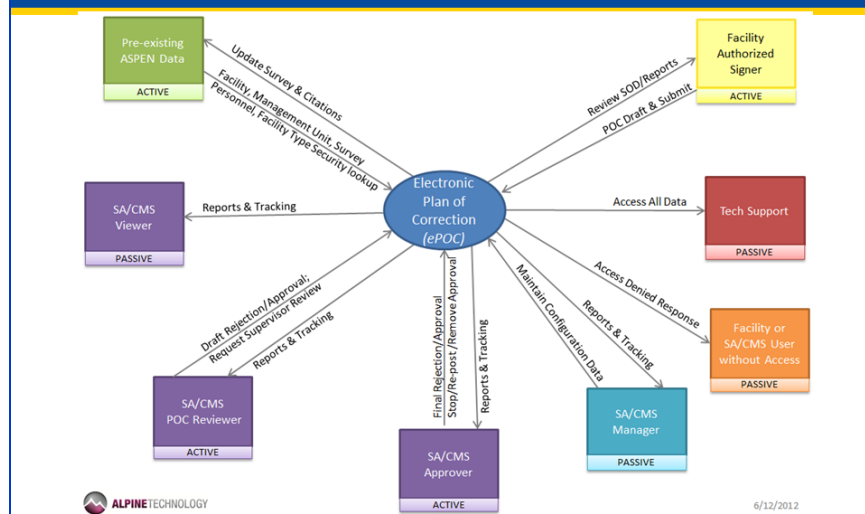 Pre-existing
ASPEN Data
ACTIVE
Update Survey & Citations
Facility, Management Unit, Survey
Personnel, Facility Type Security lookup
Facility
Authorized
Signer
ACTIVE
Review SOD/Reports
POC Draft & Submit
Electronic
Plan of
Correction
(ePOC)
SA/CMS
Viewer
PASSIVE
Reports & Tracking
Access All Data
Tech Support
PASSIVE
Draft Rejection/Approval;
Request Supervisor Review
Reports & Tracking
SA/CMS
POC Reviewer
ACTIVE
Final Rejection/Approval
Stop/Re-post/Remove Approval
Reports & Tracking
SA/CMS
Approver
ACTIVE
Maintain Configuration Data
Reports & Tracking
SA/CMS
Manager
PASSIVE
Access Denied Response
Facility or
SA/CMS User
without Access
PASSIVE
ALPINETECHNOLOGY
6/12/2012